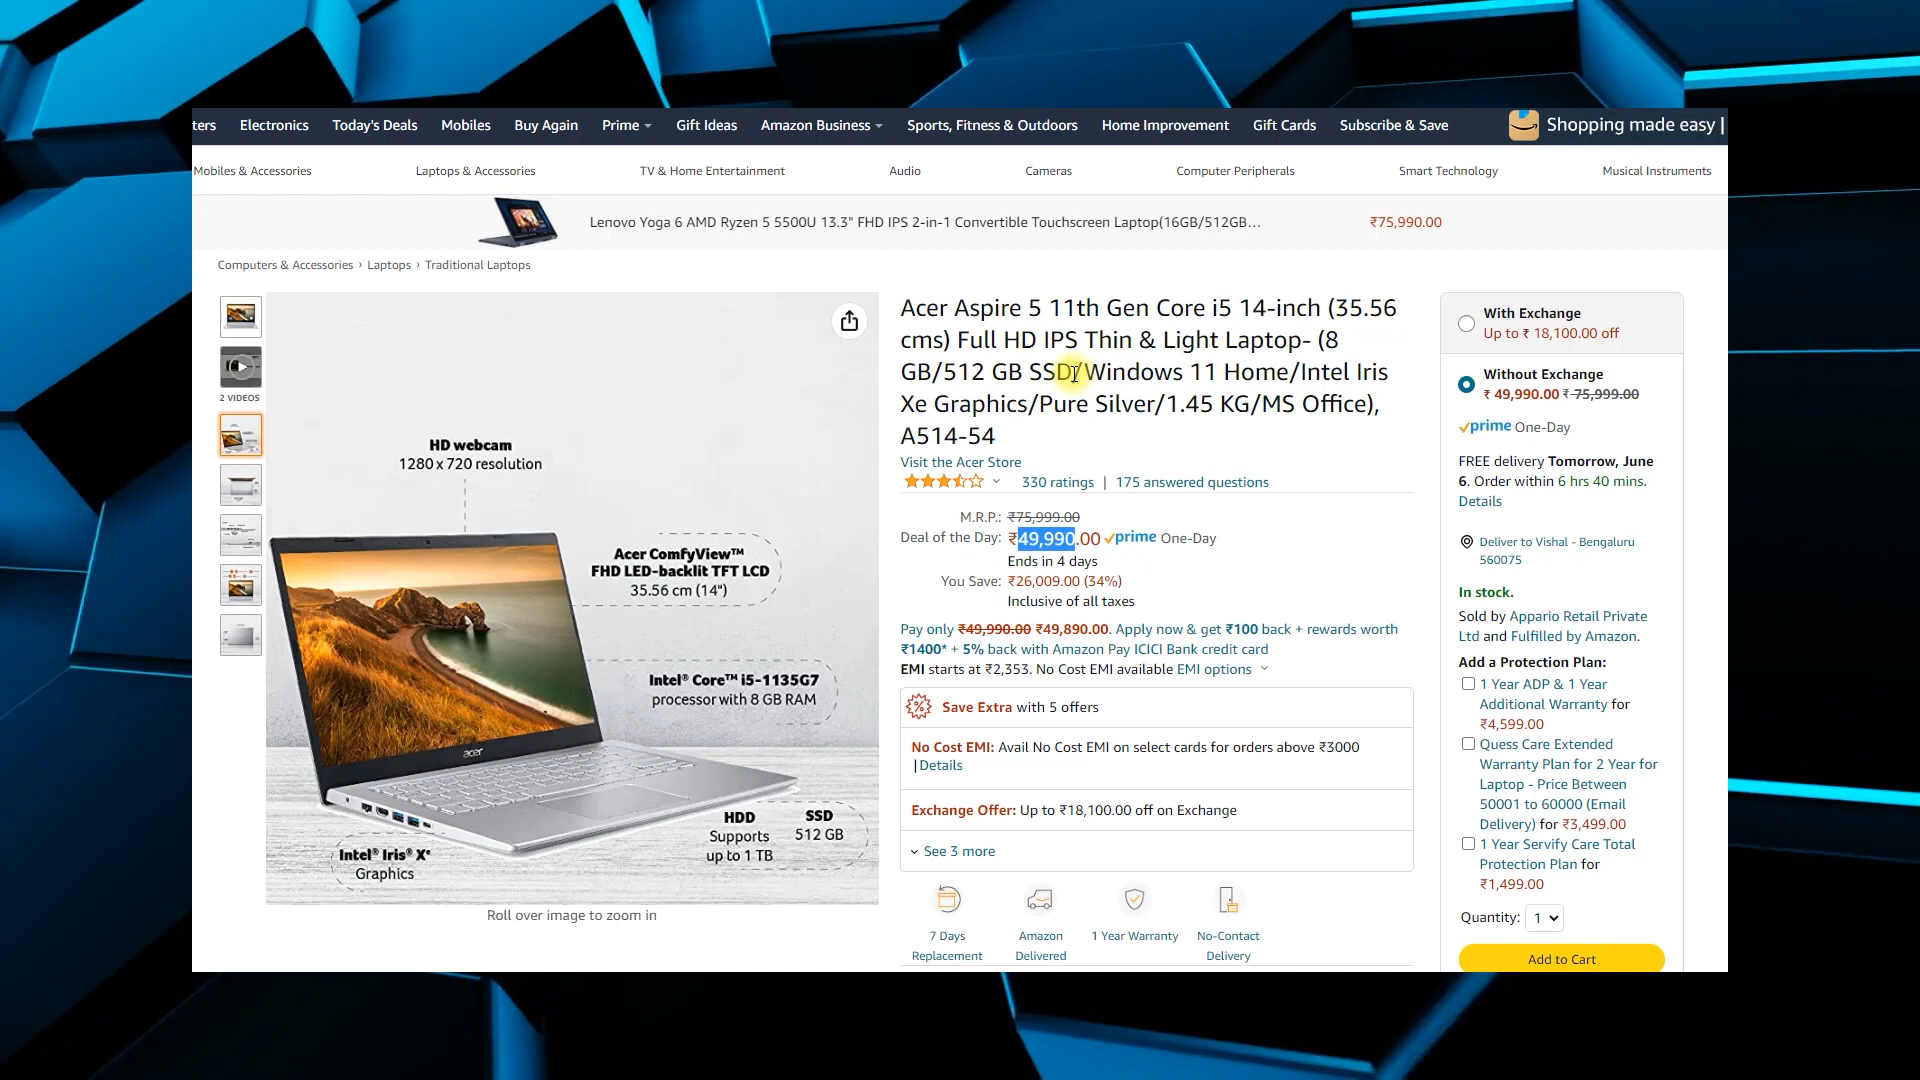 ters Electronics Today's Deals Mobiles Buy Again Prime Gift Ideas Amazon Business Sports, Fitness & Outdoors Home Improvement Gift Cards Subscribe & Save Shopping made easy |
Mobiles & Accessories Laptops & Accessories TV & Home Entertainment Audio Cameras Computer Peripherals Smart Technology Musical Instruments
Lenovo Yoga 6 AMD Ryzen 5 5500U 13.3" FHD IPS 2-in-1 Convertible Touchscreen Laptop(16GB/512GB... ₹75,990.00
Computers & Accessories › Laptops › Traditional Laptops
2 VIDEOS
HD webcam
1280 x 720 resolution
Acer ComfyView™
FHD LED-backlit TFT LCD
35.56 cm (14")
Intel® Core™ i5-1135G7
processor with 8 GB RAM
acer
HDD
Supports
up to 1 TB
SSD
512 GB
Intel® Iris® Xᵉ
Graphics
Roll over image to zoom in
Acer Aspire 5 11th Gen Core i5 14-inch (35.56
cms) Full HD IPS Thin & Light Laptop- (8
GB/512 GB SSD/Windows 11 Home/Intel Iris
Xe Graphics/Pure Silver/1.45 KG/MS Office),
A514-54
Visit the Acer Store
330 ratings | 175 answered questions
M.R.P.: ₹75,999.00
Deal of the Day: ₹49,990.00 prime One-Day
Ends in 4 days
You Save: ₹26,009.00 (34%)
Inclusive of all taxes
Pay only ₹49,990.00 ₹49,890.00. Apply now & get ₹100 back + rewards worth
₹1400* + 5% back with Amazon Pay ICICI Bank credit card
EMI starts at ₹2,353. No Cost EMI available EMI options
Save Extra with 5 offers
No Cost EMI: Avail No Cost EMI on select cards for orders above ₹3000
|Details
Exchange Offer: Up to ₹18,100.00 off on Exchange
See 3 more
7 Days
Replacement
Amazon
Delivered
1 Year Warranty
No-Contact
Delivery
With Exchange
Up to ₹ 18,100.00 off
Without Exchange
₹ 49,990.00 ₹ 75,999.00
prime One-Day
FREE delivery Tomorrow, June
6. Order within 6 hrs 40 mins.
Details
Deliver to Vishal - Bengaluru
560075
In stock.
Sold by Appario Retail Private
Ltd and Fulfilled by Amazon.
Add a Protection Plan:
1 Year ADP & 1 Year
Additional Warranty for
₹4,599.00
Quess Care Extended
Warranty Plan for 2 Year for
Laptop - Price Between
50001 to 60000 (Email
Delivery) for ₹3,499.00
1 Year Servify Care Total
Protection Plan for
₹1,499.00
Quantity: 1
Add to Cart